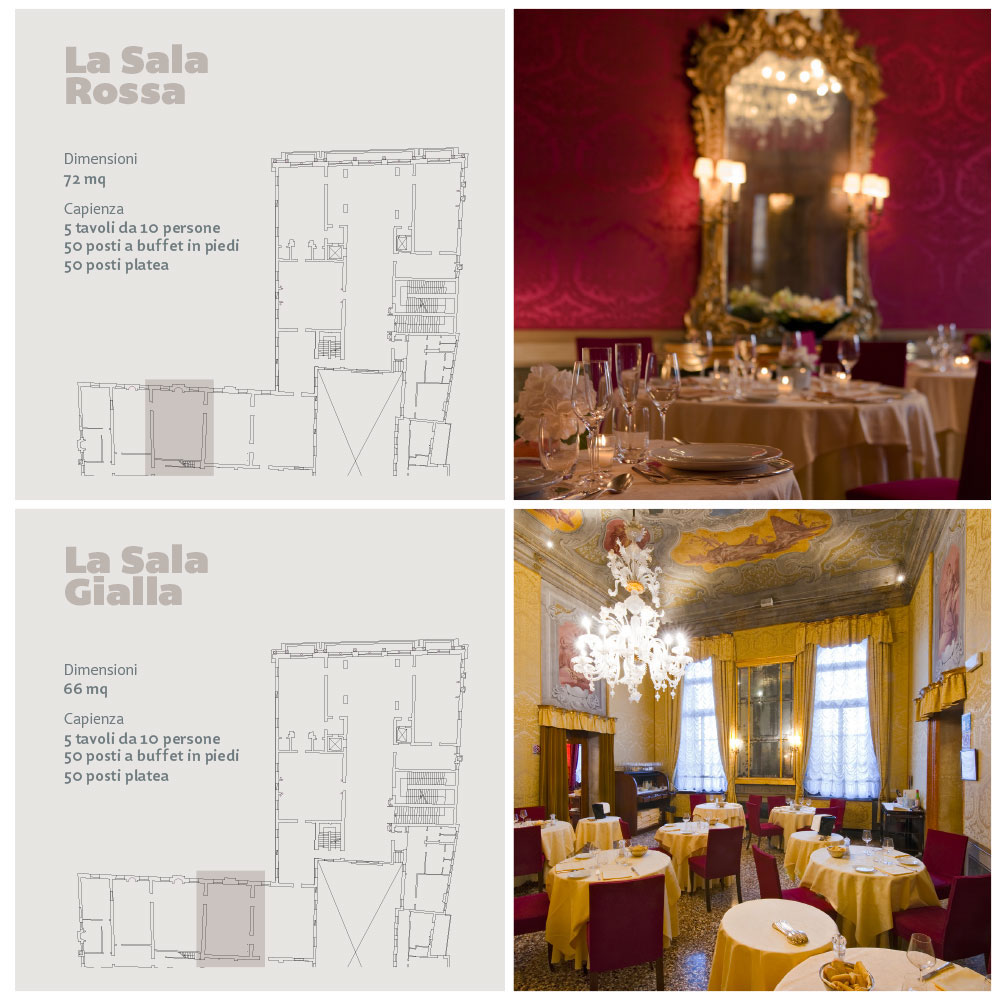 La Sala
Rossa
Dimensioni
72 mq
Capienza
5 tavoli da 10 persone
50 posti a buffet in piedi
50 posti platea
La Sala
Gialla
Dimensioni
66 mq
Capienza
5 tavoli da 10 persone
50 posti a buffet in piedi
50 posti platea